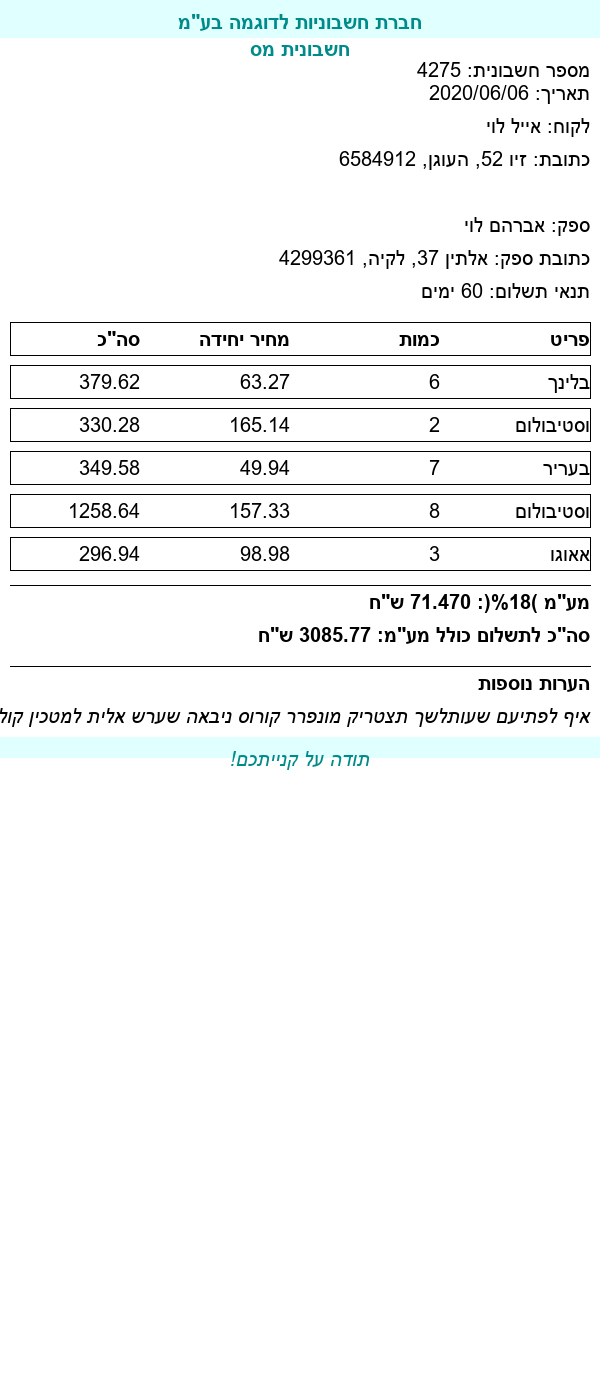 חברת חשבוניות לדוגמה בע"מ
חשבונית מס
מספר חשבונית: 4275
תאריך: 2020/06/06
לקוח: אייל לוי
כתובת: זיו 52, העוגן, 6584912
ספק: אברהם לוי
כתובת ספק: אלתין 37, לקיה, 4299361
תנאי תשלום: 60 ימים
פריט כמות מחיר יחידה סה"כ
בלינך 6 63.27 379.62
וסטיבולום 2 165.14 330.28
בעריר 7 49.94 349.58
וסטיבולום 8 157.33 1258.64
אאוגו 3 98.98 296.94
מע"מ )18%(: 71.470 ש"ח
סה"כ לתשלום כולל מע"מ: 3085.77 ש"ח
הערות נוספות
איף לפתיעם שעותלשך תצטריק מונפרר קורוס ניבאה שערש אלית למטכין קול
תודה על קנייתכם!